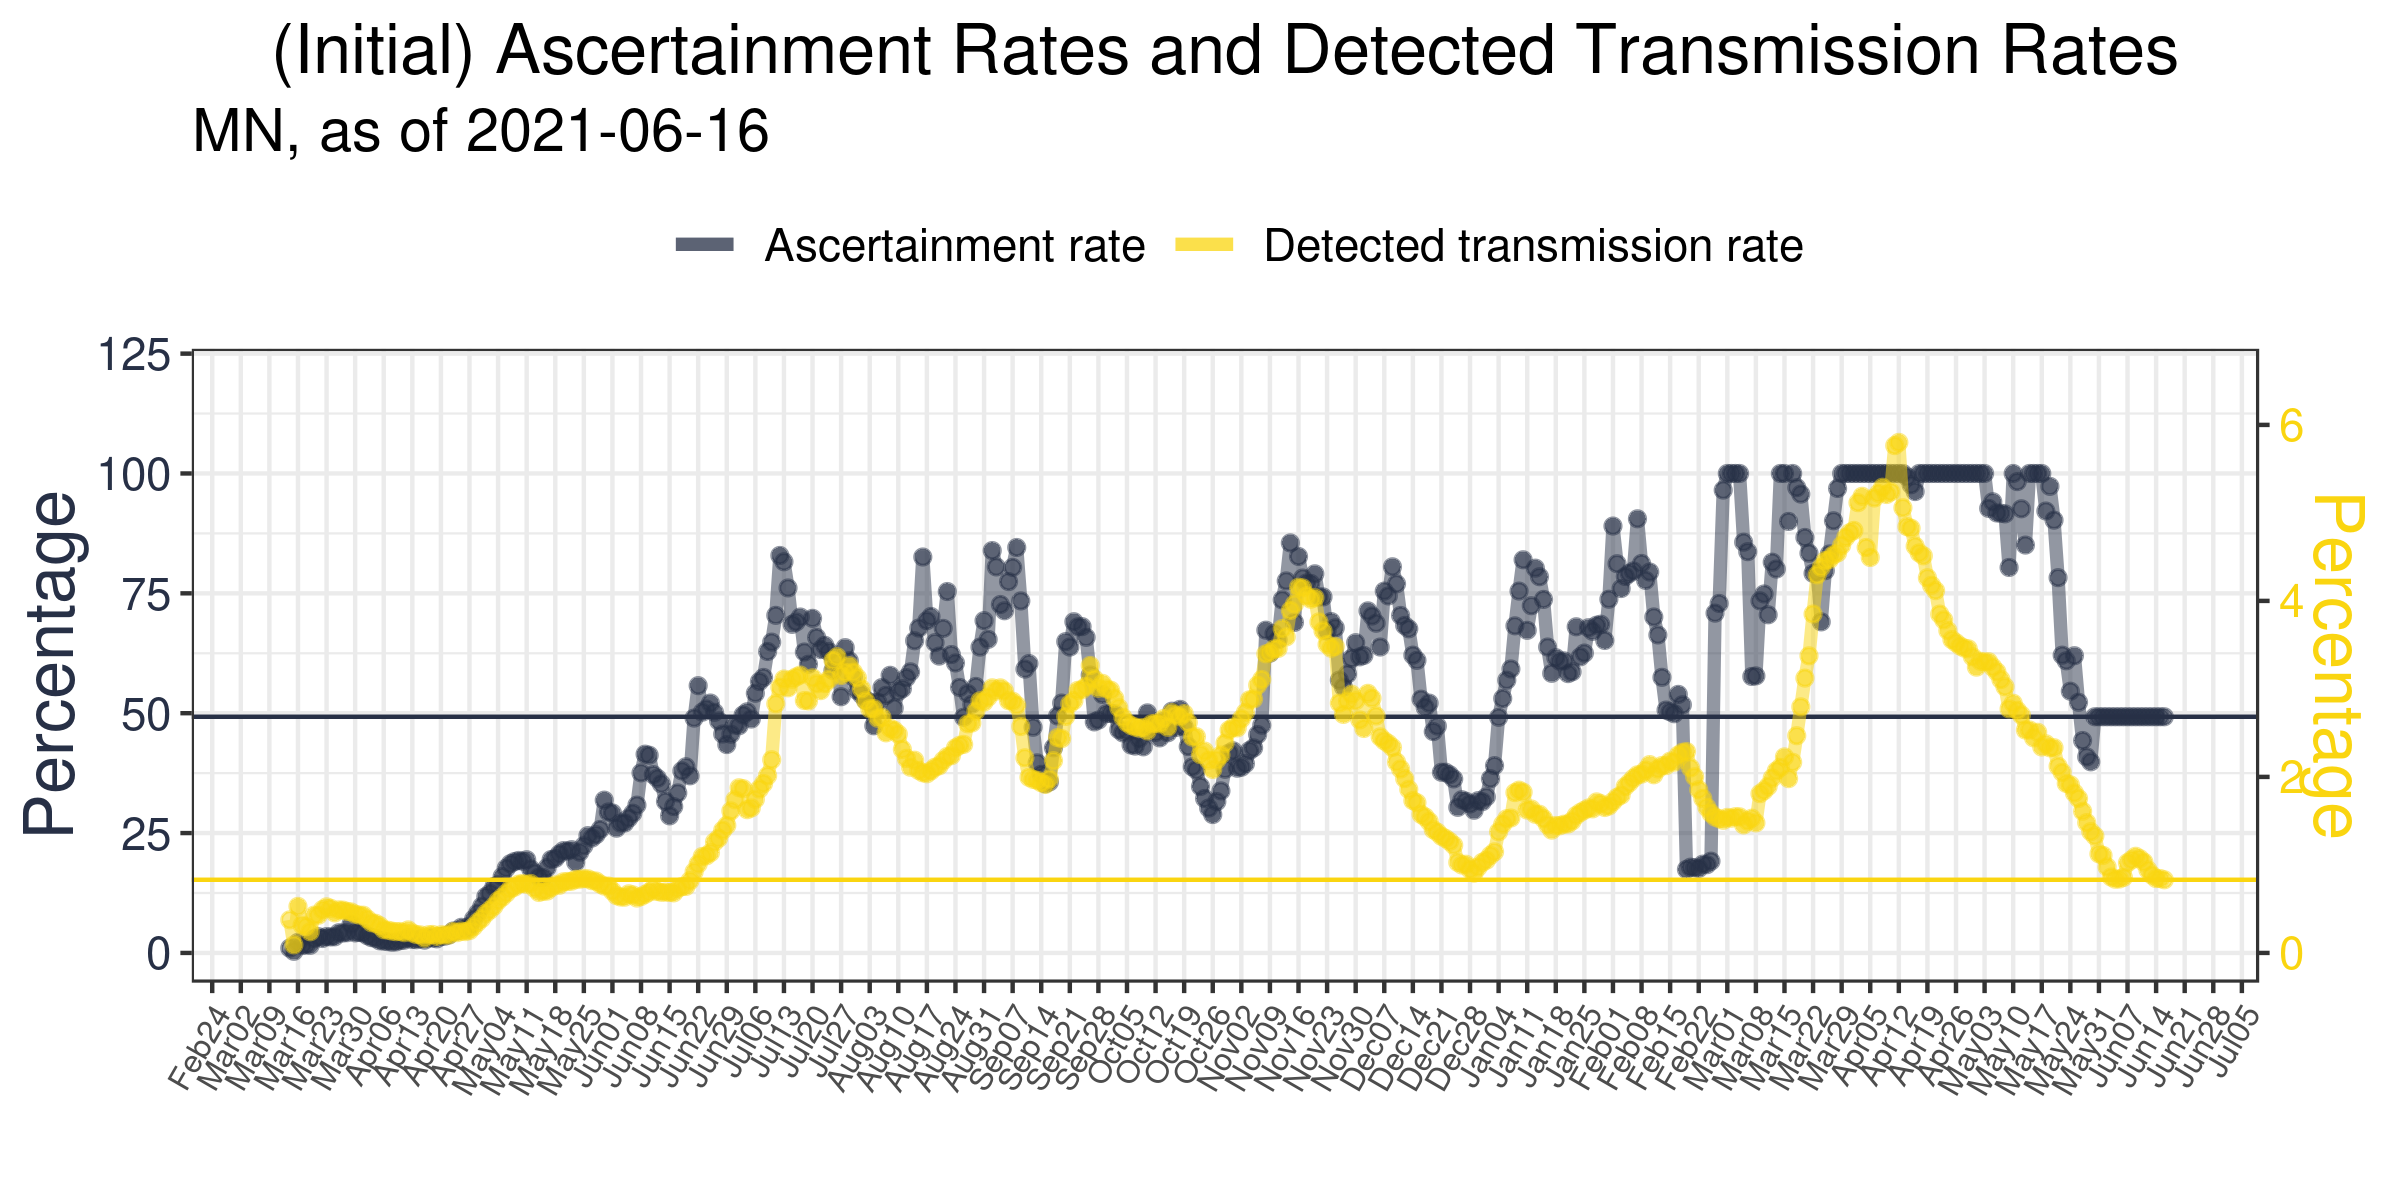 (Initial) Ascertainment Rates and Detected Transmission Rates
MN, as of 2021-06-16
Ascertainment rate
Detected transmission rate
Percentage
125
100
75
50
25
0
6
4
2
0
Percentage
Feb24
Mar02
Mar09
Mar16
Mar23
Mar30
Apr06
Apr13
Apr20
Apr27
May04
May11
May18
May25
Jun01
Jun08
Jun15
Jun22
Jun29
Jul06
Jul13
Jul20
Jul27
Aug03
Aug10
Aug17
Aug24
Aug31
Sep07
Sep14
Sep21
Sep28
Oct05
Oct12
Oct19
Oct26
Nov02
Nov09
Nov16
Nov23
Nov30
Dec07
Dec14
Dec21
Dec28
Jan04
Jan11
Jan18
Jan25
Feb01
Feb08
Feb15
Feb22
Mar01
Mar08
Mar15
Mar22
Mar29
Apr05
Apr12
Apr19
Apr26
May03
May10
May17
May24
May31
Jun07
Jun14
Jun21
Jun28
Jul05